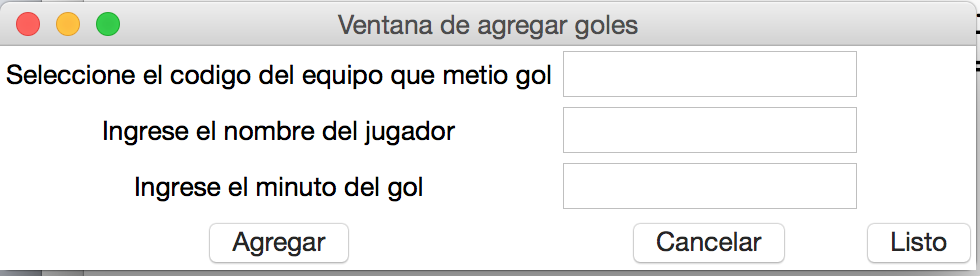 Ventana de agregar goles
Seleccione el codigo del equipo que metio gol
Ingrese el nombre del jugador
Ingrese el minuto del gol
Agregar Cancelar Listo